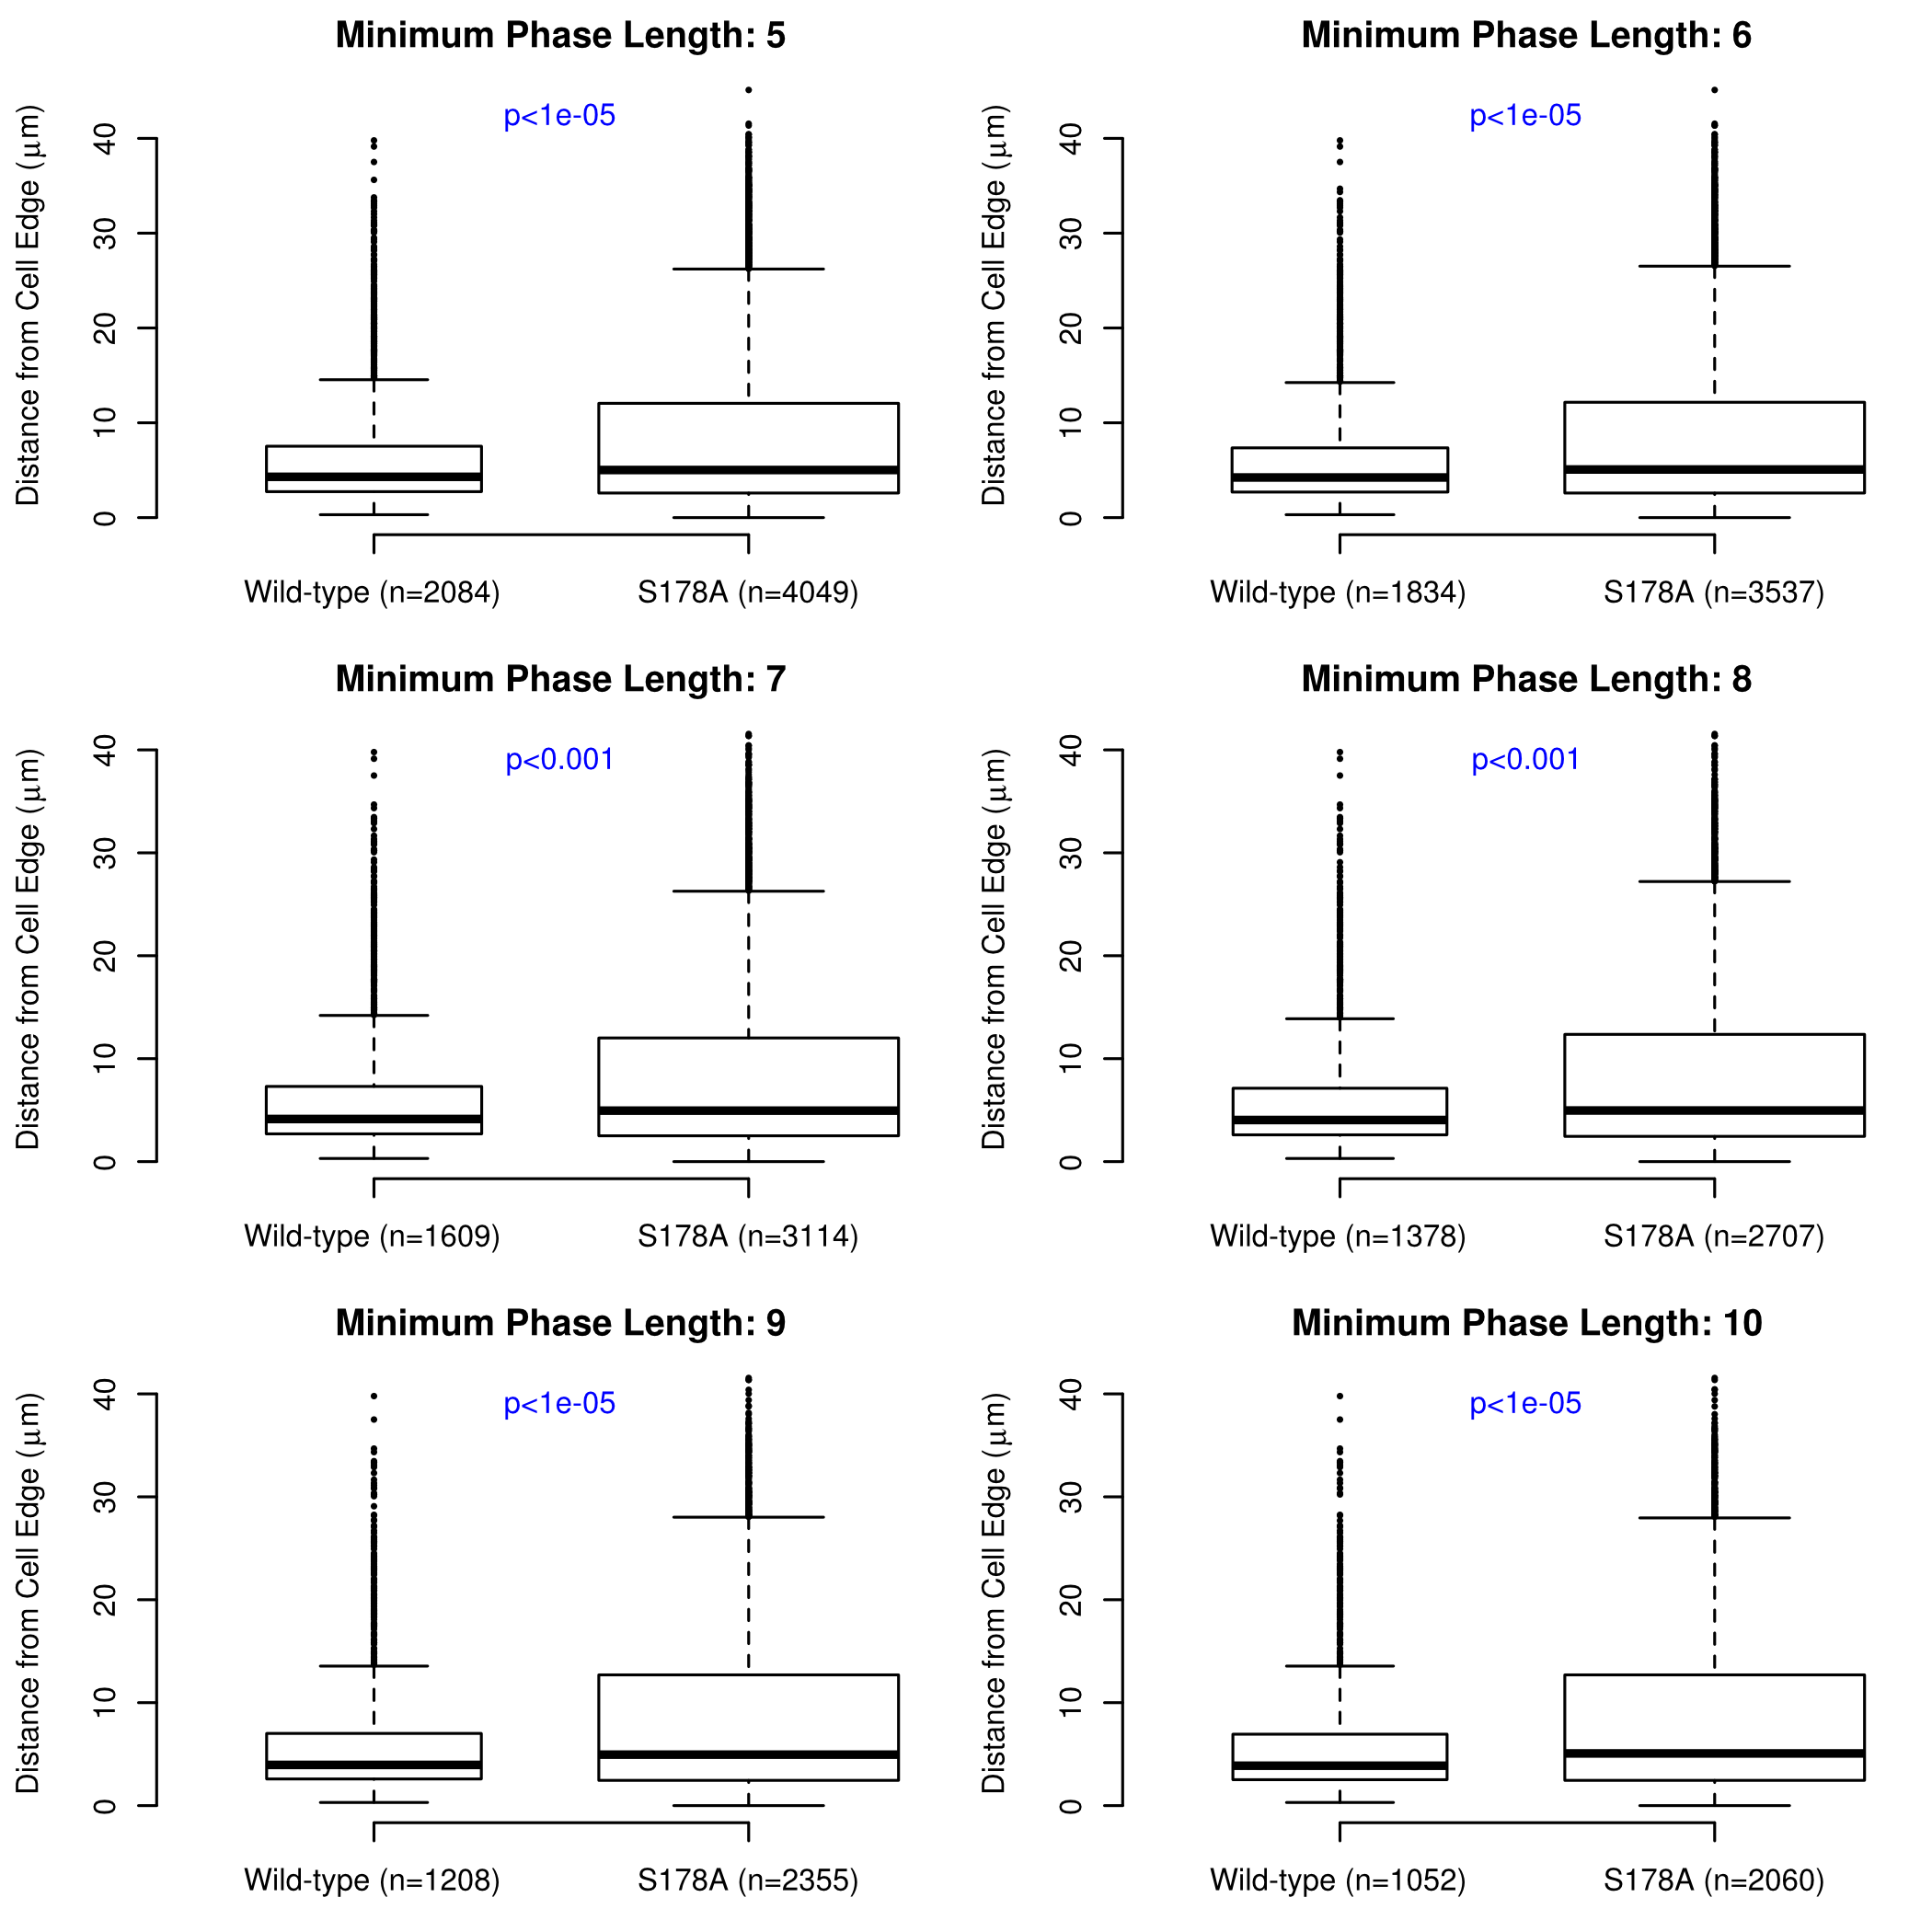 Minimum Phase Length: 5
Distance from Cell Edge (μm)
0 10 20 30 40
p<1e-05
Wild-type (n=2084) S178A (n=4049)
Minimum Phase Length: 6
Distance from Cell Edge (μm)
0 10 20 30 40
p<1e-05
Wild-type (n=1834) S178A (n=3537)
Minimum Phase Length: 7
Distance from Cell Edge (μm)
0 10 20 30 40
p<0.001
Wild-type (n=1609) S178A (n=3114)
Minimum Phase Length: 8
Distance from Cell Edge (μm)
0 10 20 30 40
p<0.001
Wild-type (n=1378) S178A (n=2707)
Minimum Phase Length: 9
Distance from Cell Edge (μm)
0 10 20 30 40
p<1e-05
Wild-type (n=1208) S178A (n=2355)
Minimum Phase Length: 10
Distance from Cell Edge (μm)
0 10 20 30 40
p<1e-05
Wild-type (n=1052) S178A (n=2060)